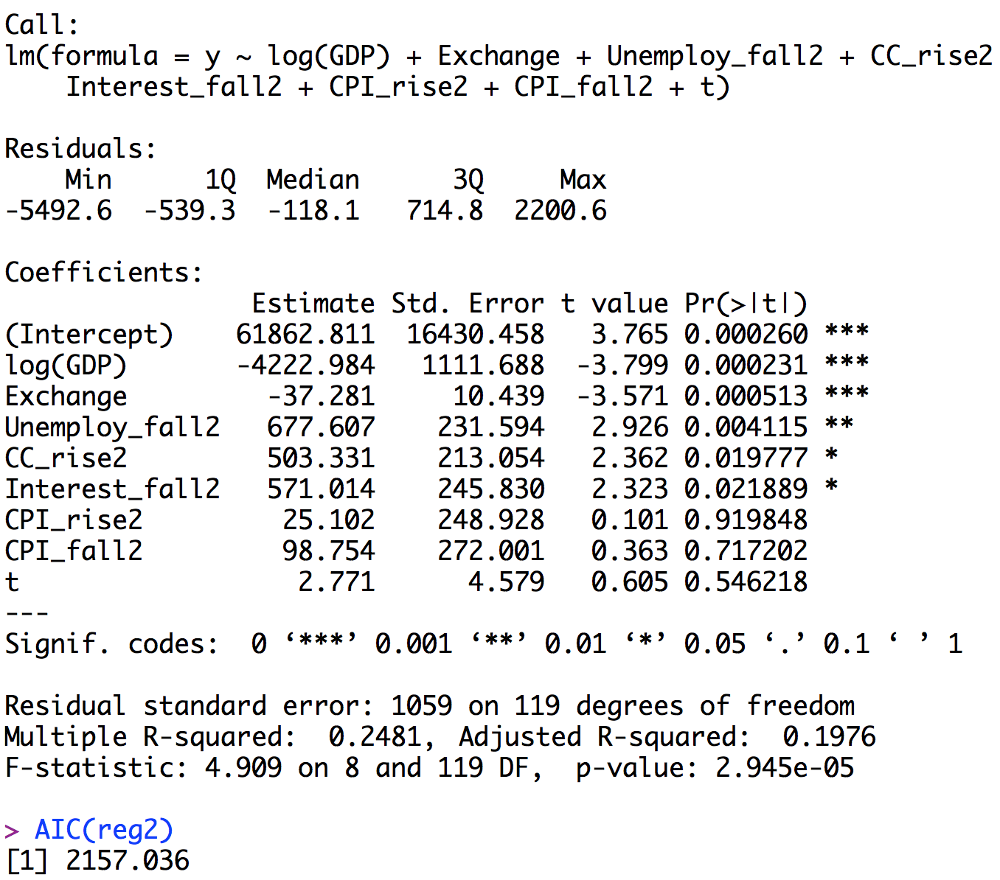 Call:
lm(formula = y ~ log(GDP) + Exchange + Unemploy_fall2 + CC_rise2
    Interest_fall2 + CPI_rise2 + CPI_fall2 + t)

Residuals:
    Min      1Q  Median      3Q     Max
-5492.6  -539.3  -118.1   714.8  2200.6

Coefficients:
                Estimate Std. Error t value Pr(>|t|)
(Intercept)    61862.811  16430.458   3.765 0.000260 ***
log(GDP)       -4222.984   1111.688  -3.799 0.000231 ***
Exchange         -37.281     10.439  -3.571 0.000513 ***
Unemploy_fall2   677.607    231.594   2.926 0.004115 **
CC_rise2         503.331    213.054   2.362 0.019777 *
Interest_fall2   571.014    245.830   2.323 0.021889 *
CPI_rise2         25.102    248.928   0.101 0.919848
CPI_fall2         98.754    272.001   0.363 0.717202
t                  2.771      4.579   0.605 0.546218
---
Signif. codes:  0 ‘***’ 0.001 ‘**’ 0.01 ‘*’ 0.05 ‘.’ 0.1 ‘ ’ 1

Residual standard error: 1059 on 119 degrees of freedom
Multiple R-squared:  0.2481, Adjusted R-squared:  0.1976
F-statistic: 4.909 on 8 and 119 DF,  p-value: 2.945e-05

> AIC(reg2)
[1] 2157.036